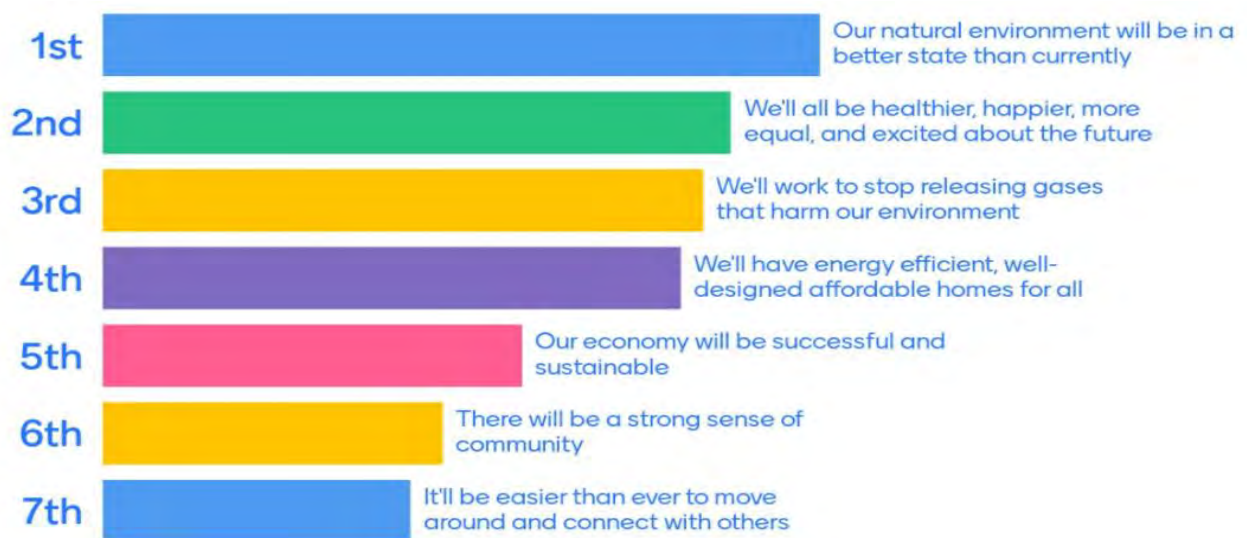 1st
Our natural environment will be in a
better state than currently
2nd
We'll all be healthier, happier, more
equal, and excited about the future
3rd
We'll work to stop releasing gases
that harm our environment
4th
We'll have energy efficient, well-
designed affordable homes for all
5th
Our economy will be successful and
sustainable
6th
There will be a strong sense of
community
7th
It'll be easier than ever to move
around and connect with others